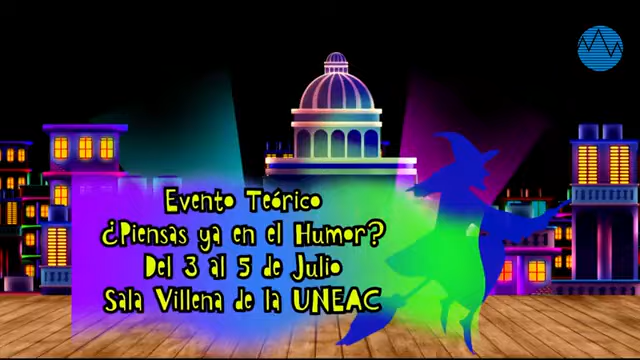 Evento Teórico
¿Piensas ya en el Humor?
Del 3 al 5 de Julio
Sala Villena de la UNEAC